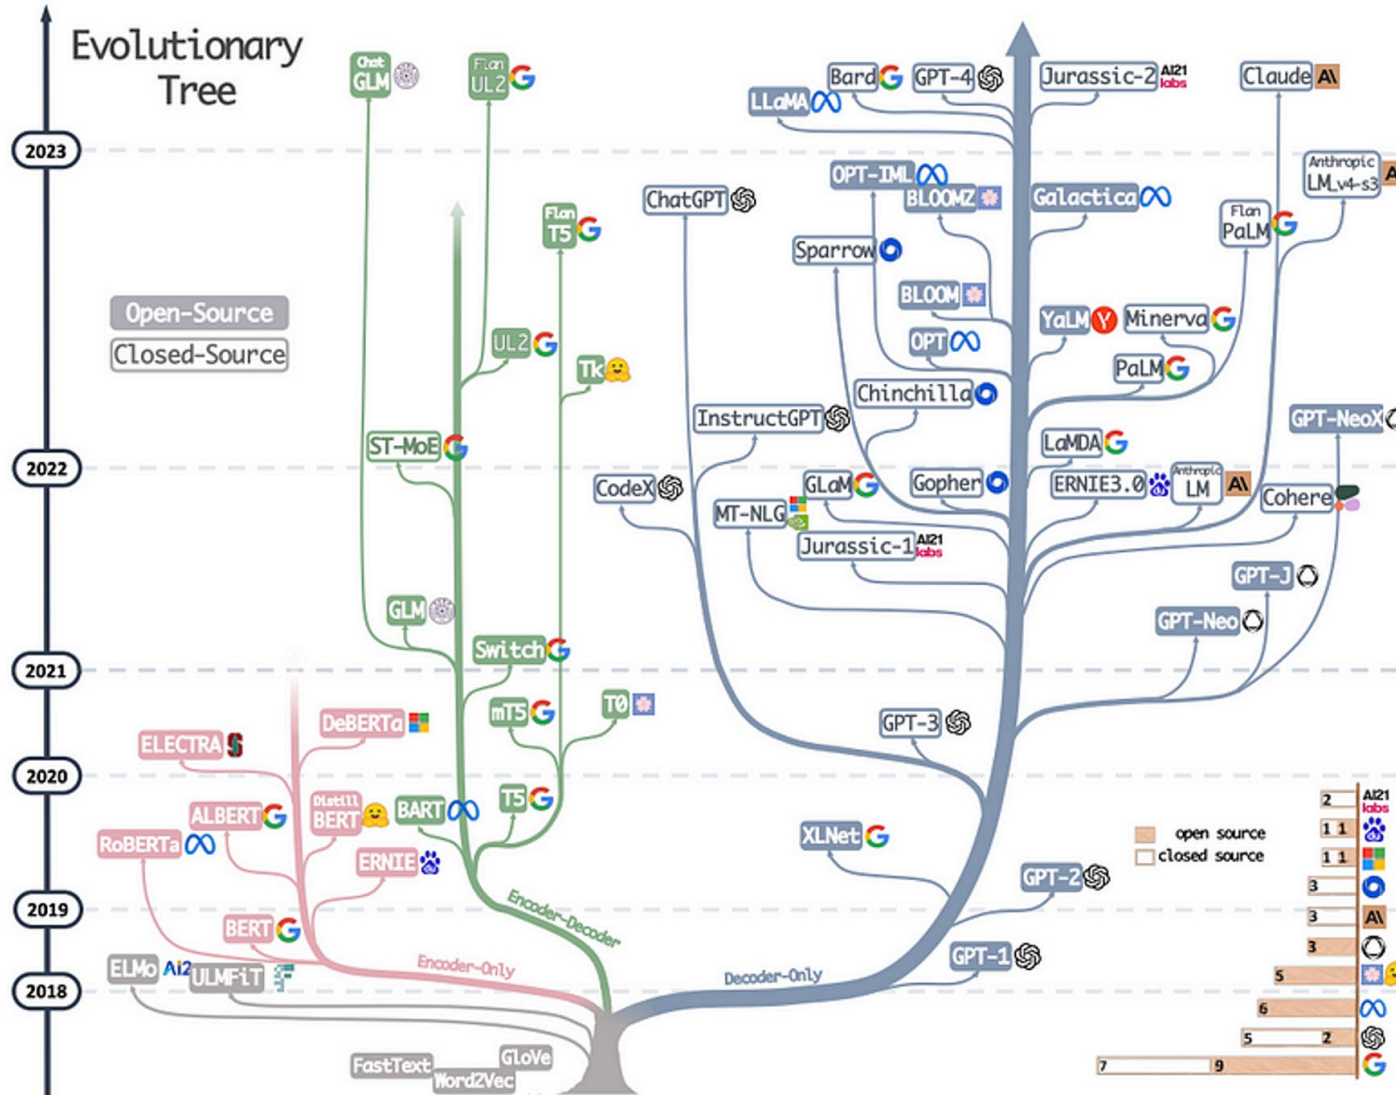 Evolutionary
Tree
Chat
GLM
Flan
UL2
Bard
GPT-4
Jurassic-2
AI21
labs
Claude
A\
LLaMA
2023
OPT-IML
Anthropic
LM_v4-s3
A
ChatGPT
BLOOMZ
Galactica
Flan
T5
Flan
PaLM
Sparrow
BLOOM
Open-Source
YaLM
Y
Minerva
UL2
OPT
Closed-Source
Tk
PaLM
Chinchilla
InstructGPT
GPT-NeoX
ST-MoE
LaMDA
2022
CodeX
GLaM
Gopher
ERNIE3.0
Anthropic
LM
A\
Cohere
MT-NLG
Jurassic-1
AI21
labs
GPT-J
GLM
GPT-Neo
Switch
2021
mT5
T0
DeBERTa
GPT-3
ELECTRA
S
2020
Distill
BERT
BART
T5
2
AI21
labs
ALBERT
RoBERTa
XLNet
open source
1 1
ERNIE
closed source
1 1
GPT-2
3
2019
Encoder-Decoder
3
A\
BERT
3
ELMo
Ai2
ULMFiT
Encoder-Only
Decoder-Only
GPT-1
5
2018
6
5
2
FastText
Word2Vec
GloVe
7
9